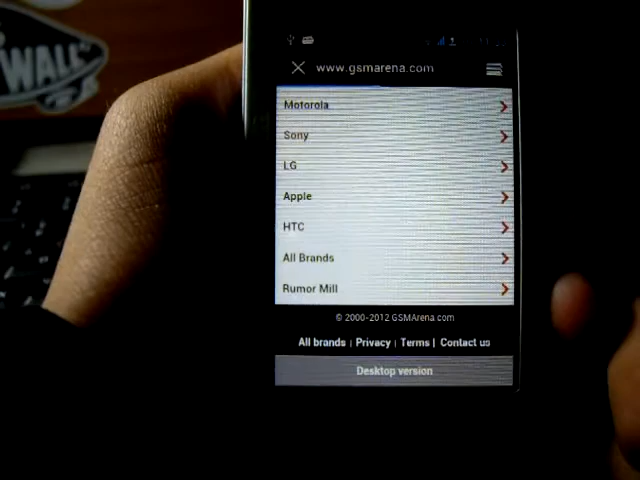 WALL
www.gsmarena.com
Motorola
Sony
LG
Apple
HTC
All Brands
Rumor Mill
© 2000-2012 GSMArena.com
All brands | Privacy | Terms | Contact us
Desktop version